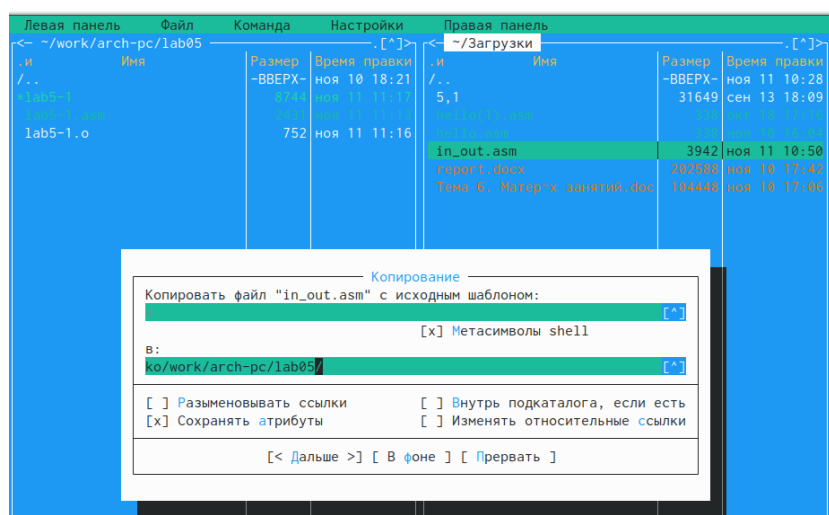 Левая панель Файл Команда Настройки Правая панель
<— ~/work/arch-pc/lab05 .[^]> <— ~/Загрузки .[^]>
.и Имя Размер Время правки .и Имя Размер Время правки
/.. -ВВЕРХ- ноя 10 18:21 /.. -ВВЕРХ- ноя 11 10:28
*lab5-1 8744 ноя 11 11:17 5,1 31649 сен 13 18:09
lab5-1.asm 2431 ноя 11 11:13 hello(1).asm 338 окт 18 17:16
lab5-1.o 752 ноя 11 11:16 hello.asm 338 ноя 10 16:04
in_out.asm 3942 ноя 11 10:50
report.docx 202588 ноя 10 17:42
Тема 6. Матер~х занятий.doc 104448 ноя 10 17:06
Копирование
Копировать файл "in_out.asm" с исходным шаблоном:
[^]
[x] Метасимволы shell
в:
ko/work/arch-pc/lab05/ [^]
[ ] Разыменовывать ссылки [ ] Внутрь подкаталога, если есть
[x] Сохранять атрибуты [ ] Изменять относительные ссылки
[< Дальше >] [ В фоне ] [ Прервать ]